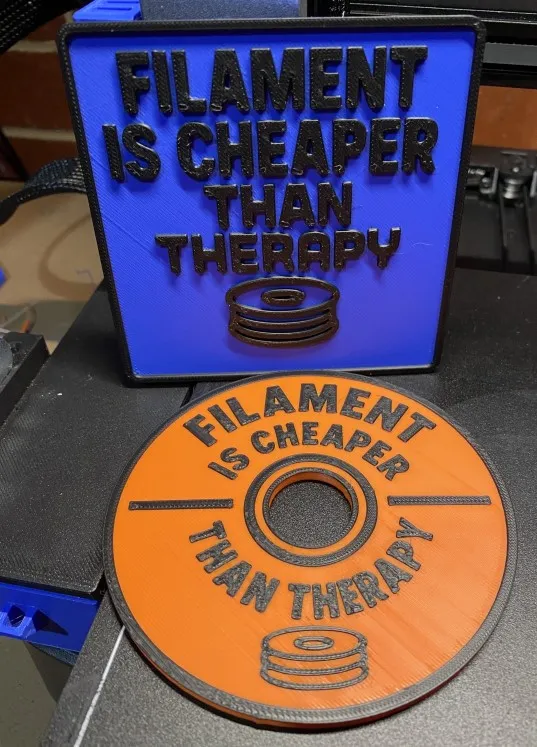 FILAMENT
IS CHEAPER
THAN
THERAPY
FILAMENT
IS CHEAPER
THAN THERAPY